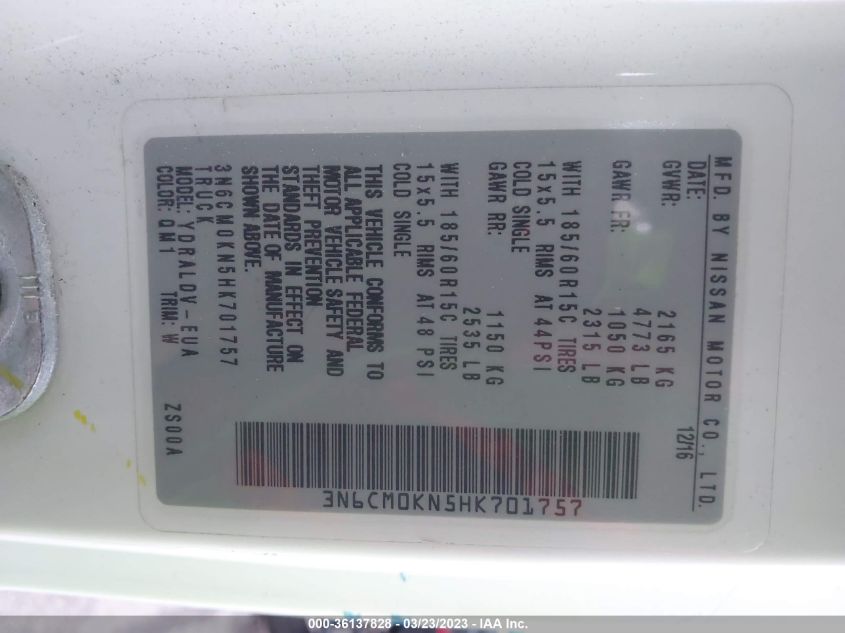 MFD. BY NISSAN MOTOR CO., LTD.
DATE: 12/16
GVWR: 2165 KG
4773 LB
GAWR FR: 1050 KG
2315 LB
WITH 185/60R15C TIRES
15x5.5 RIMS AT 44PSI
COLD SINGLE
GAWR RR: 1150 KG
2535 LB
WITH 185/60R15C TIRES
15x5.5 RIMS AT 48 PSI
COLD SINGLE
THIS VEHICLE CONFORMS TO
ALL APPLICABLE FEDERAL
MOTOR VEHICLE SAFETY AND
THEFT PREVENTION
STANDARDS IN EFFECT ON
THE DATE OF MANUFACTURE
SHOWN ABOVE.
3N6CM0KN5HK701757
TRUCK
MODEL: YDRALDV-EUA
COLOR: QM1 TRIM: W ZS00A
3N6CM0KN5HK701757
000-36137828 - 03/23/2023 - IAA Inc.